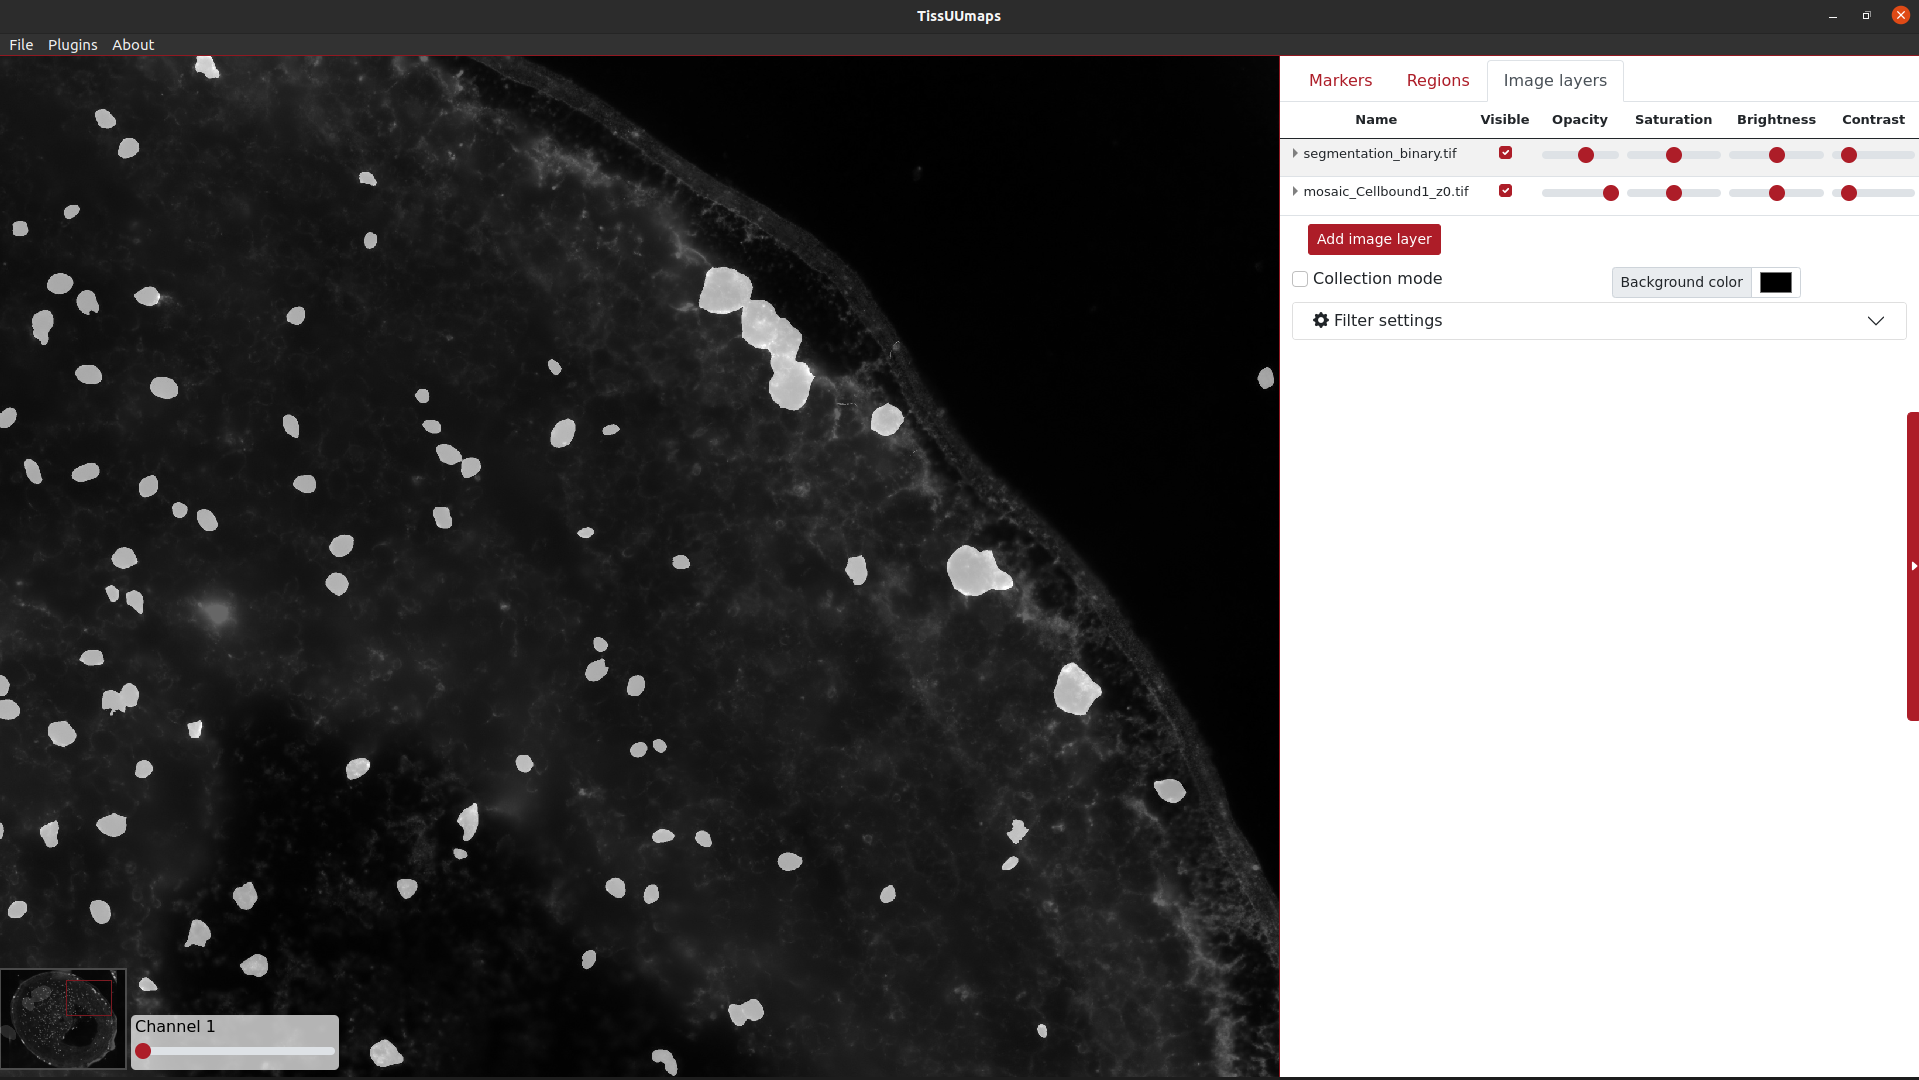 TissUUmaps
File Plugins About
Markers Regions Image layers
Name Visible Opacity Saturation Brightness Contrast
segmentation_binary.tif
mosaic_Cellbound1_z0.tif
Add image layer
Collection mode Background color
Filter settings
Channel 1